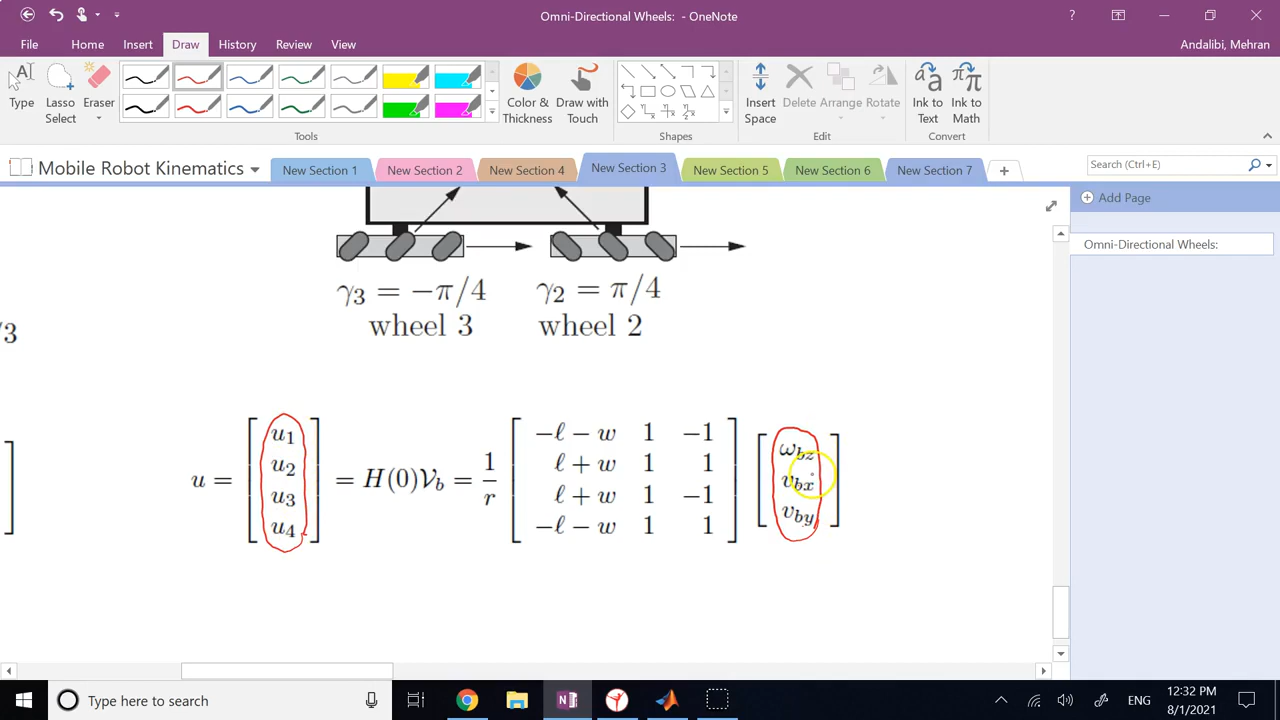 Omni-Directional Wheels: - OneNote
?
File Home Insert Draw History Review View
Andalibi, Mehran
Type
Lasso Select
Eraser
Color & Thickness
Draw with Touch
Insert Space
Delete
Arrange
Rotate
Ink to Text
Ink to Math
Tools Shapes Edit Convert
Mobile Robot Kinematics
New Section 1 New Section 2 New Section 4 New Section 3 New Section 5 New Section 6 New Section 7 +
Search (Ctrl+E)
Add Page
Omni-Directional Wheels:
γ3 = −π/4 γ2 = π/4
wheel 3 wheel 2
/3
u = [ u1 u2 u3 u4 ] = H(0)𝒱b = 1/r [ −ℓ − w 1 −1
ℓ + w 1 1
ℓ + w 1 −1
−ℓ − w 1 1 ] [ ωbz vbx vby ]
Type here to search
ENG
12:32 PM
8/1/2021